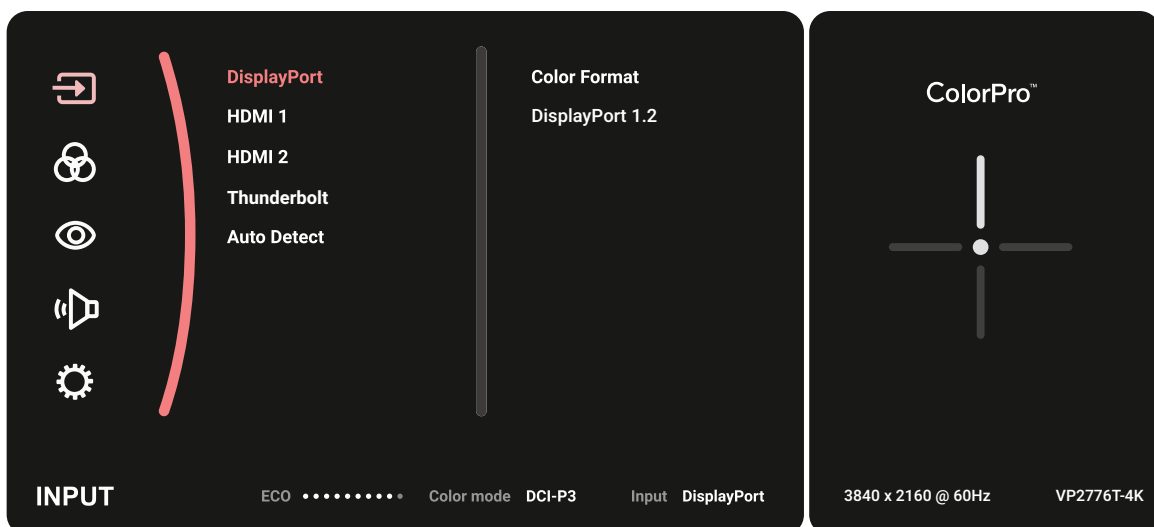 DisplayPort
HDMI 1
HDMI 2
Thunderbolt
Auto Detect
Color Format
DisplayPort 1.2
INPUT
ECO
Color mode DCI-P3
Input DisplayPort
ColorPro™
3840 x 2160 @ 60Hz
VP2776T-4K